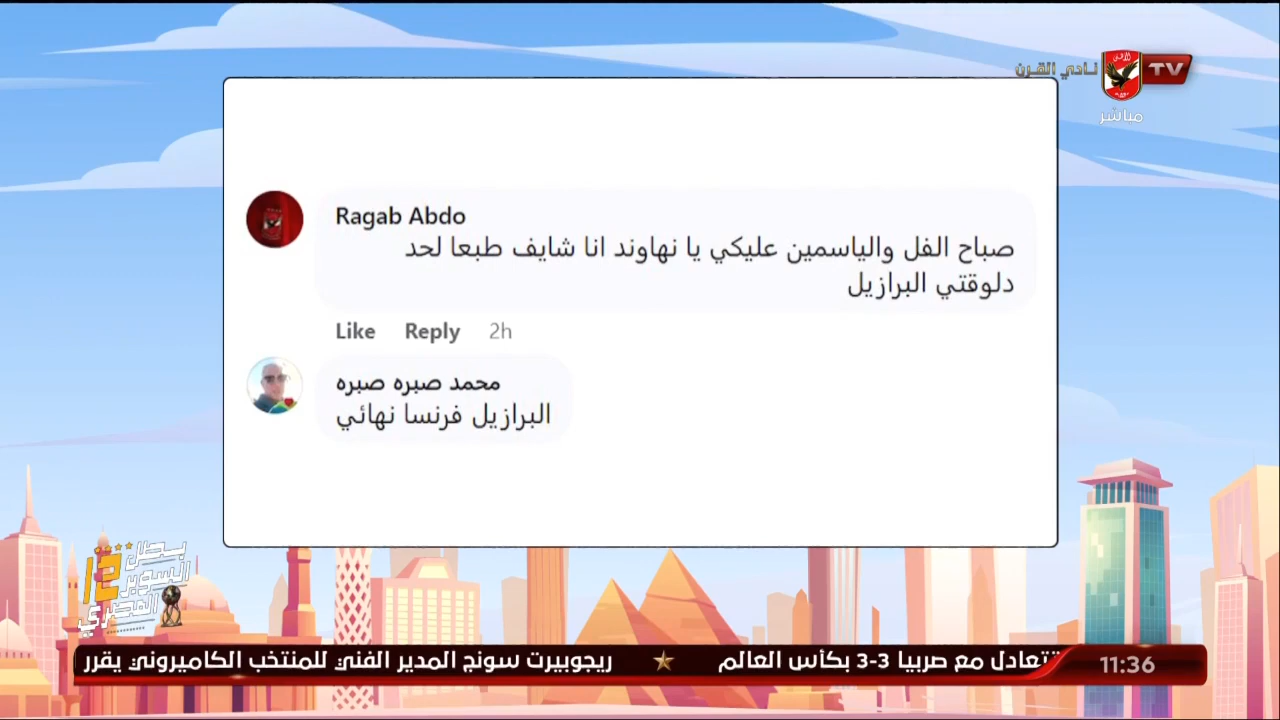 نادي القرن
TV
مباشر
Ragab Abdo
صباح الفل والياسمين عليكي يا نهاوند انا شايف طبعا لحد
دلوقتي البرازيل
Like Reply 2h
محمد صبره صبره
البرازيل فرنسا نهائي
بطل
السوبر
المصري
12
تتعادل مع صربيا 3-3 بكأس العالم ★ ريجوبيرت سونج المدير الفني للمنتخب الكاميروني يقرر
11:36